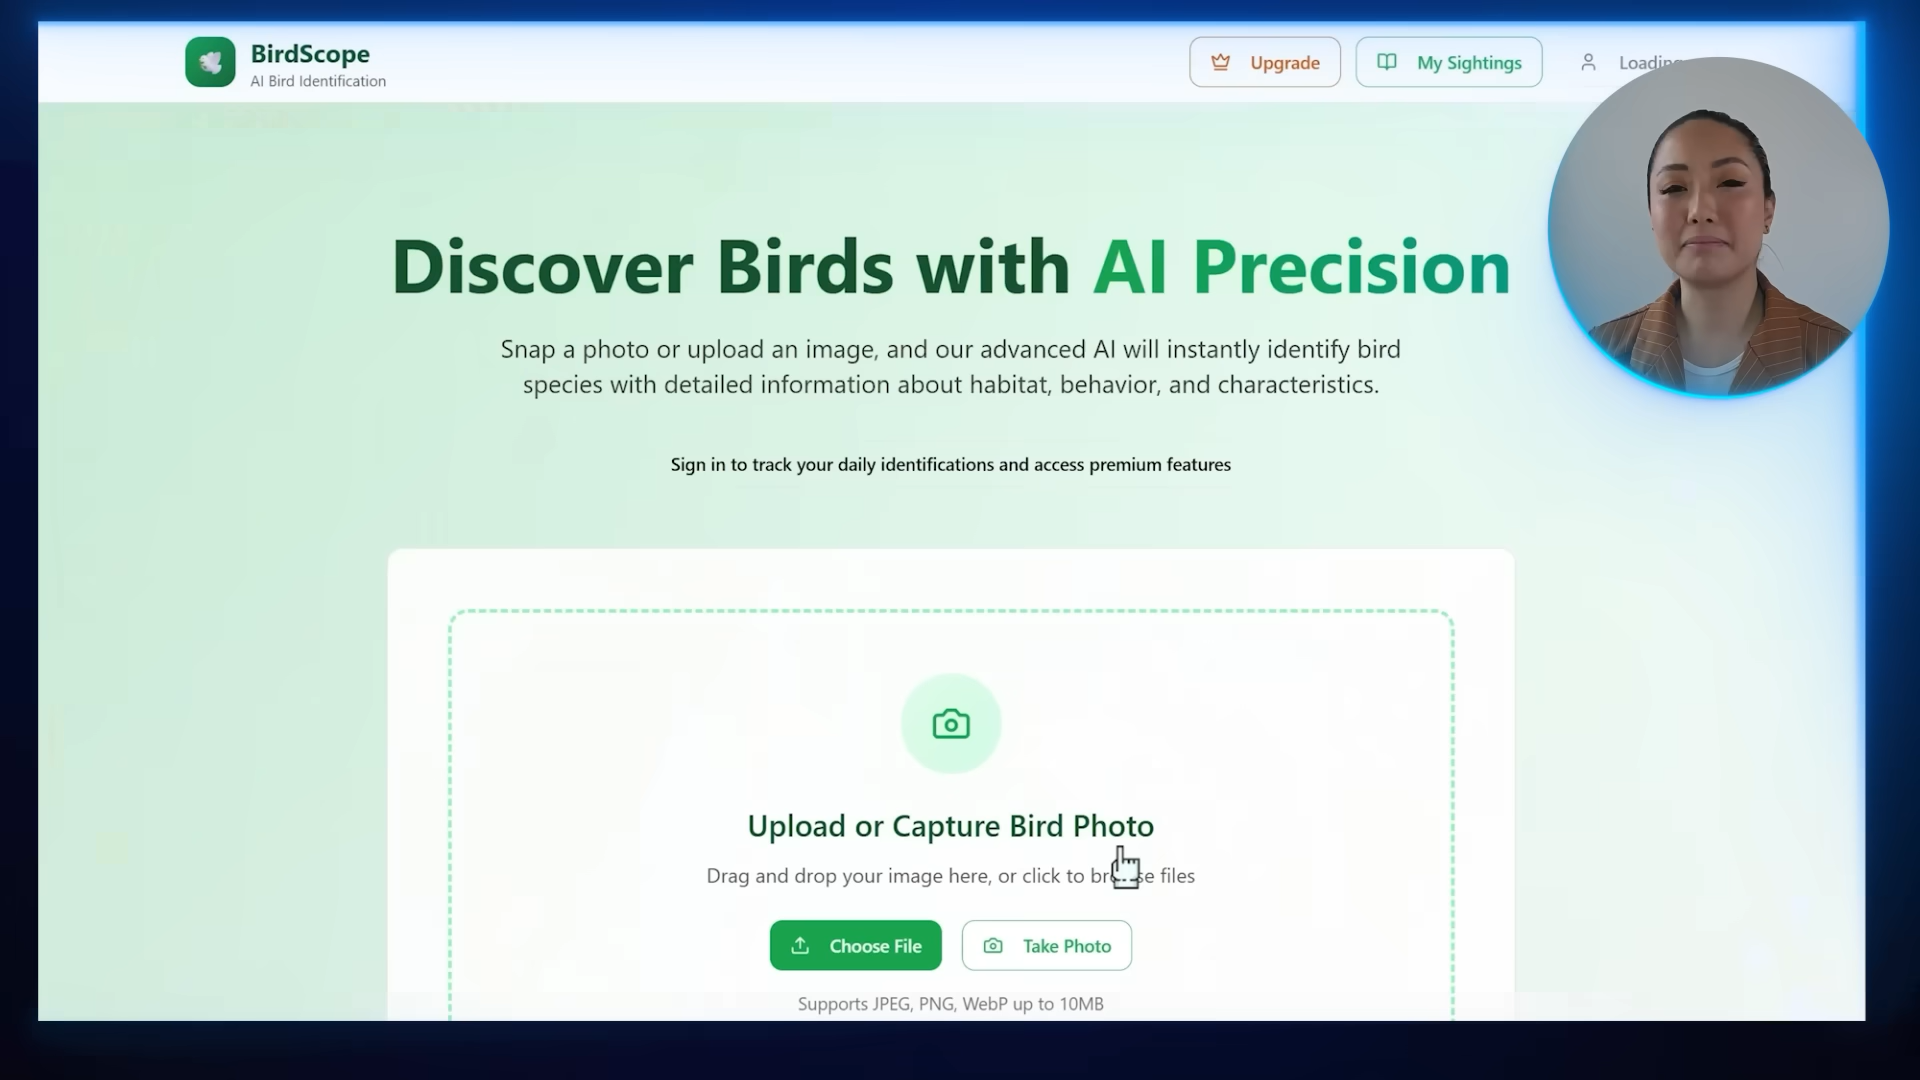 BirdScope
AI Bird Identification
Upgrade
My Sightings
Discover Birds with AI Precision
Snap a photo or upload an image, and our advanced AI will instantly identify bird
species with detailed information about habitat, behavior, and characteristics.
Sign in to track your daily identifications and access premium features
Upload or Capture Bird Photo
Drag and drop your image here, or click to browse files
Choose File
Take Photo
Supports JPEG, PNG, WebP up to 10MB